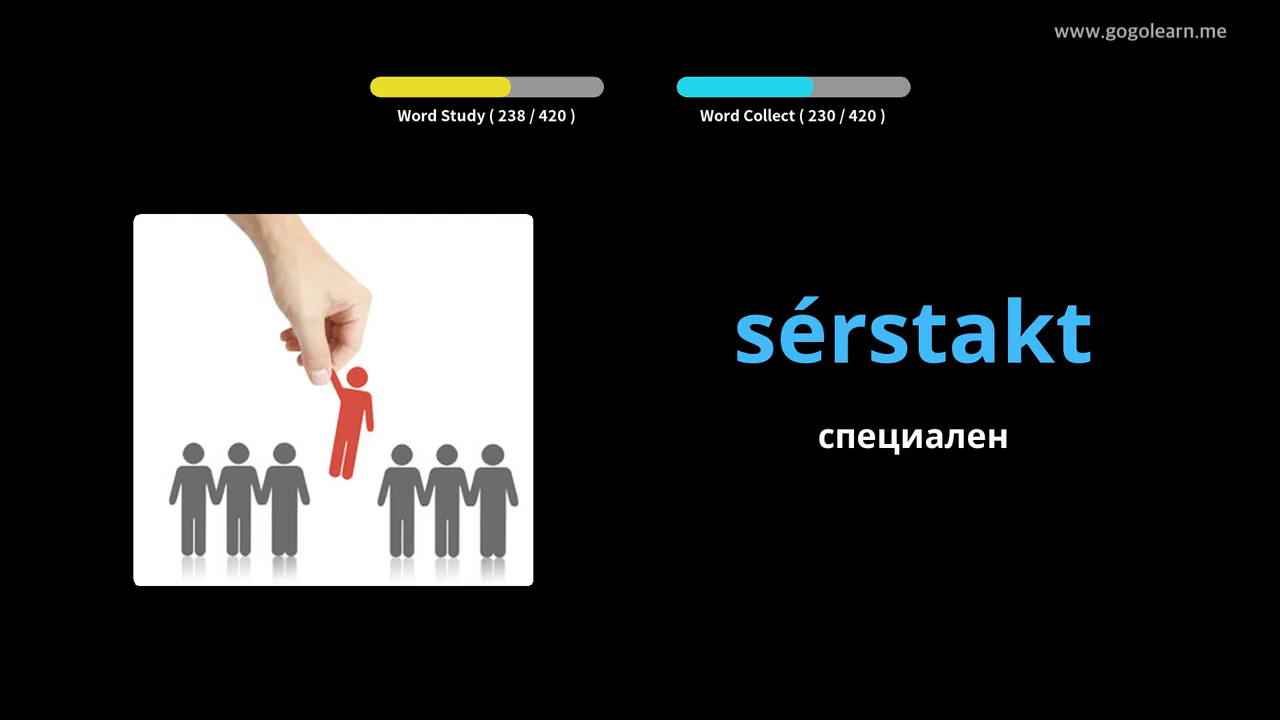 www.gogolearn.me
Word Study ( 238 / 420 )
Word Collect ( 230 / 420 )
sérstakt
специален